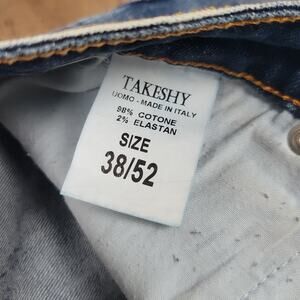 TAKESHY
UOMO - MADE IN ITALY
98% COTONE
2% ELASTAN
SIZE
38/52